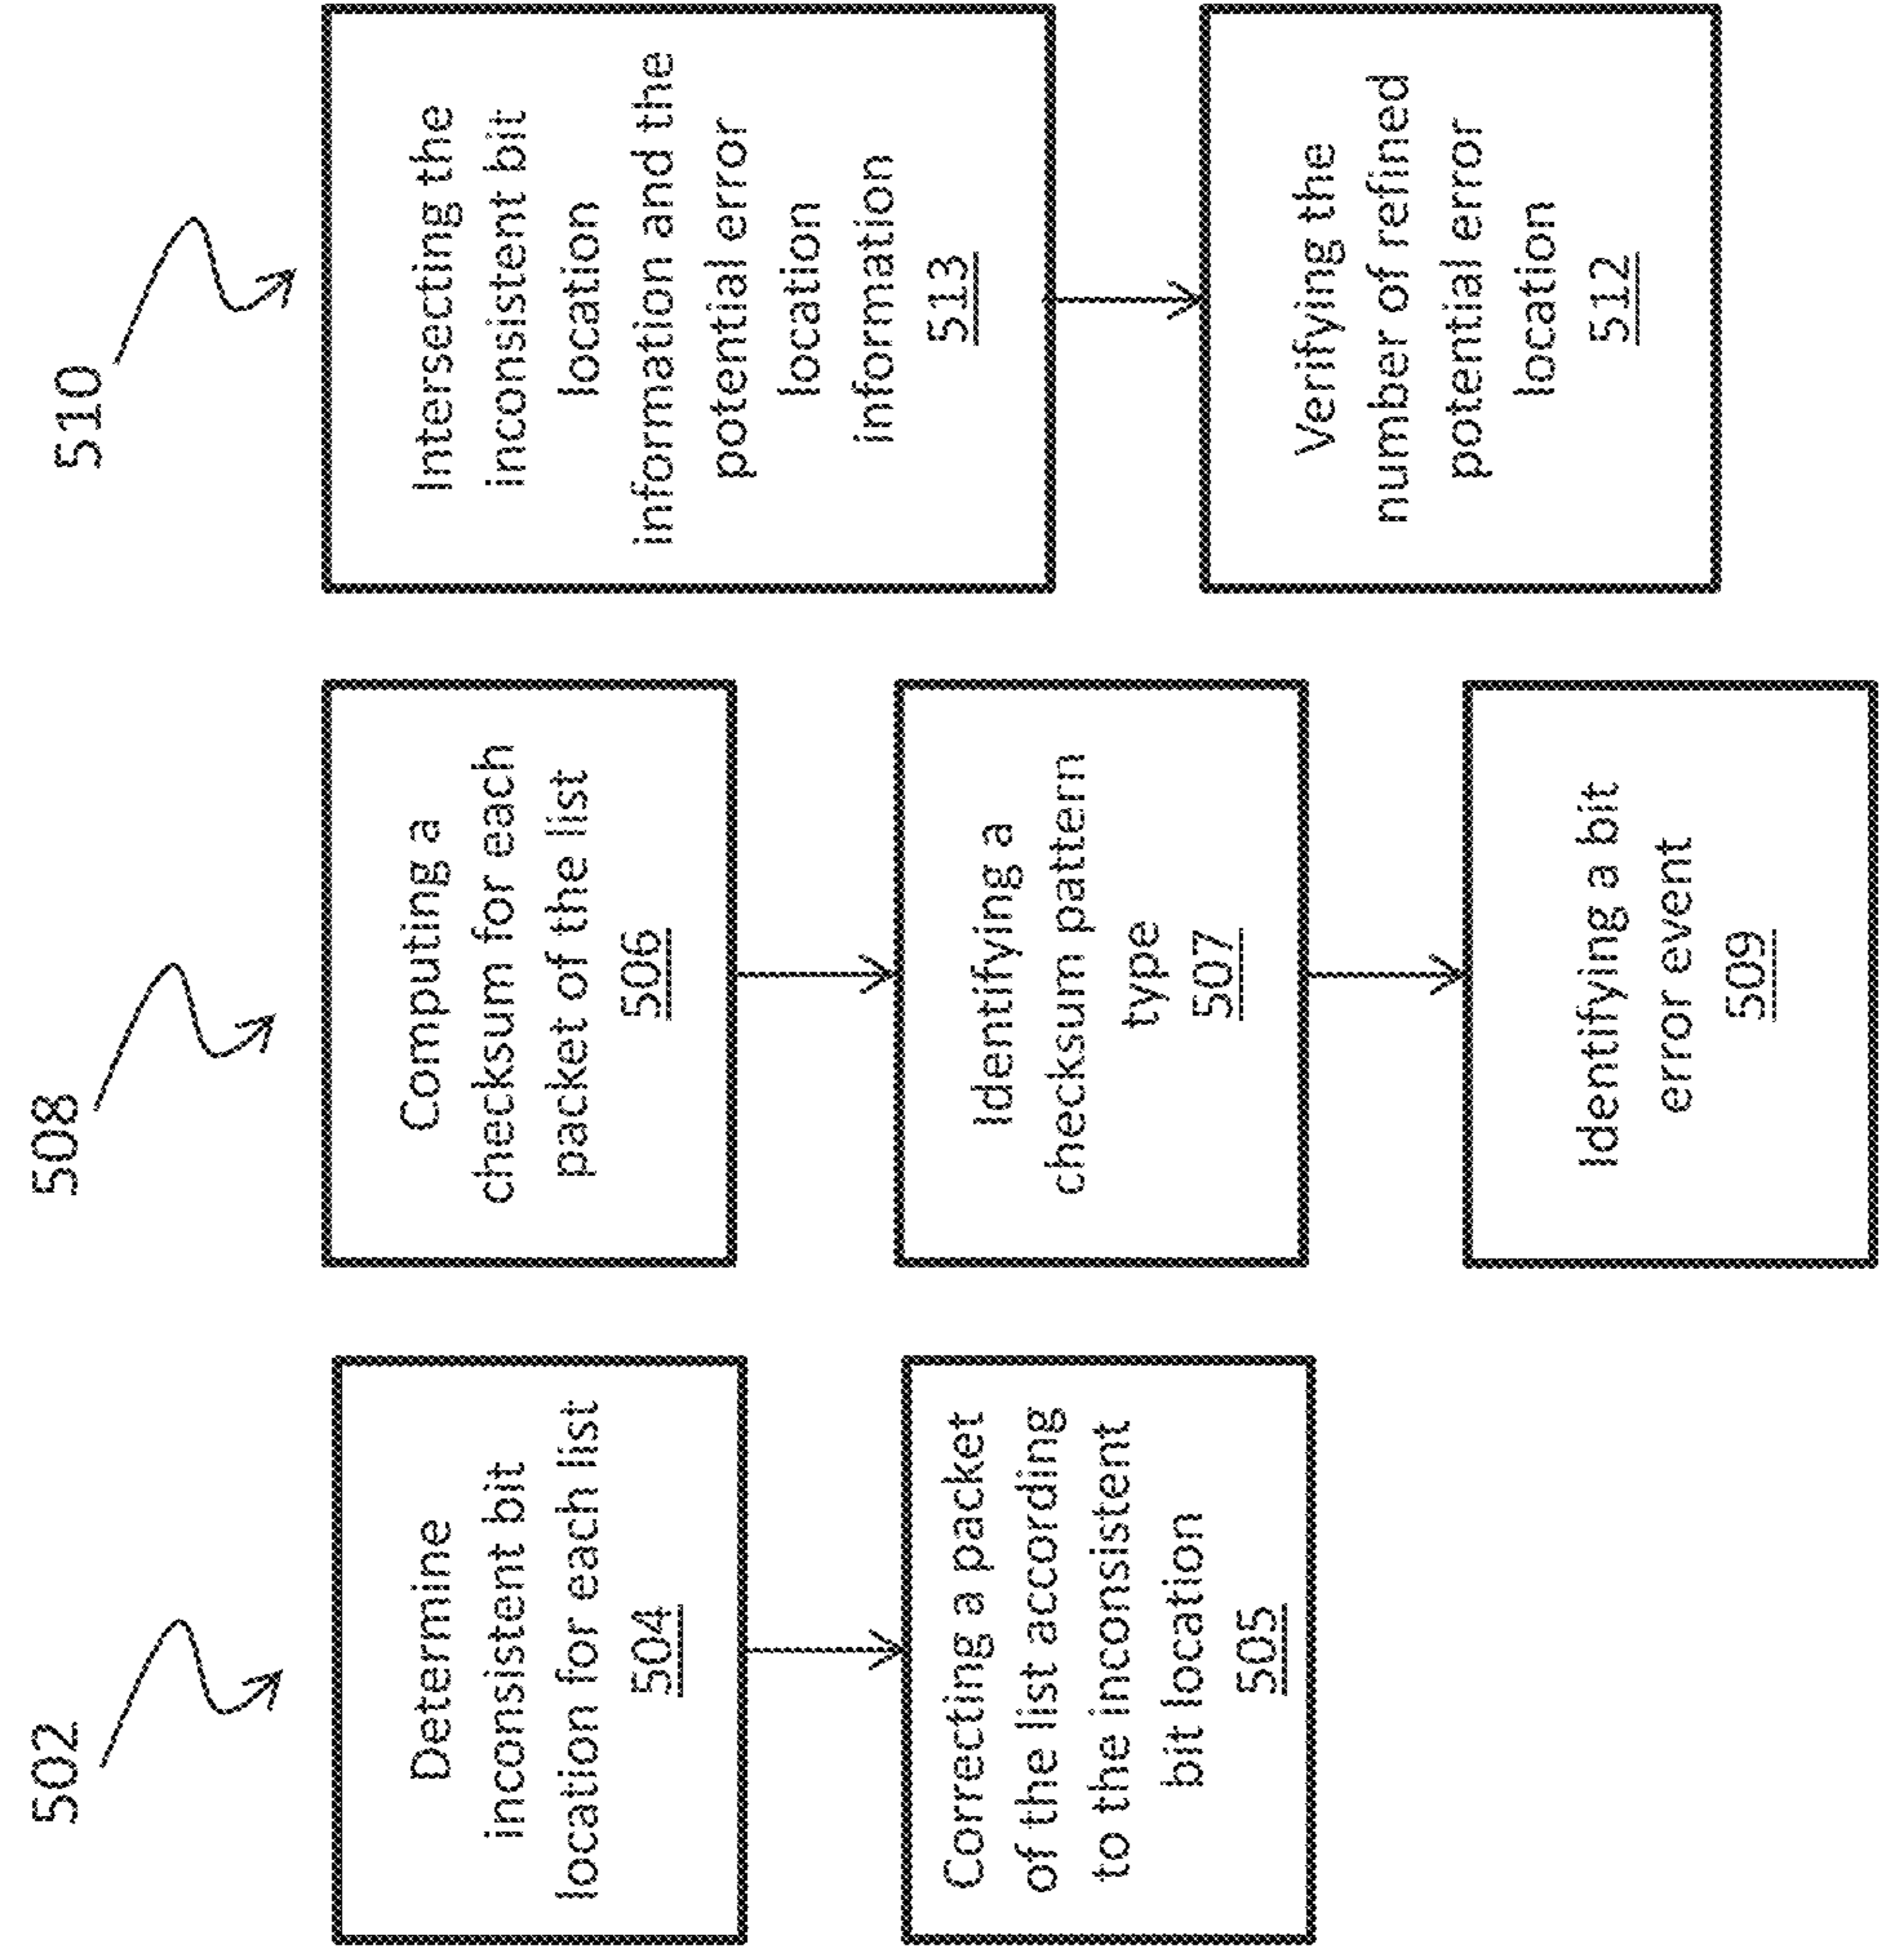 502
Determine
inconsistent bit
location for each list
504
Correcting a packet
of the list according
to the inconsistent
bit location
505
508
Computing a
checksum for each
packet of the list
506
Identifying a
checksum pattern
type
507
Identifying a bit
error event
509
510
Intersecting the
inconsistent bit
location
information and the
potential error
location
information
513
Verifying the
number of refined
potential error
location
512